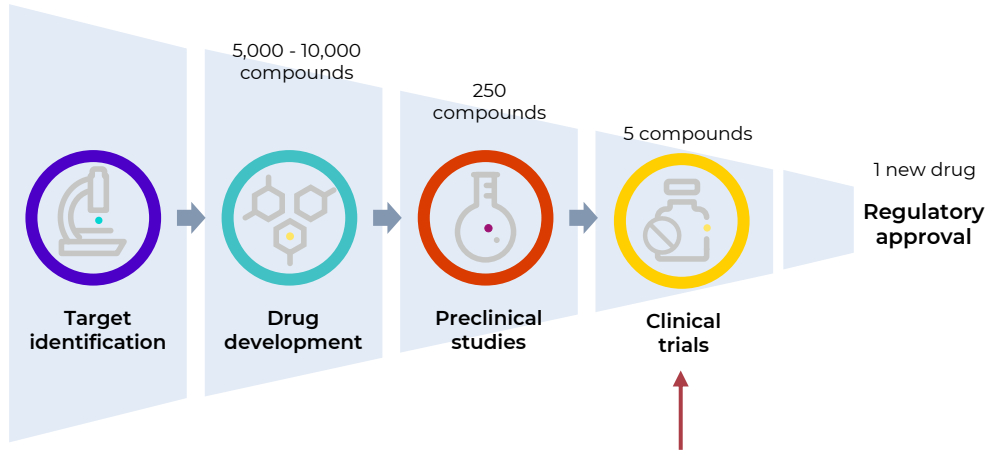 5,000 - 10,000
compounds
250
compounds
5 compounds
1 new drug
Regulatory
approval
Target
identification
Drug
development
Preclinical
studies
Clinical
trials